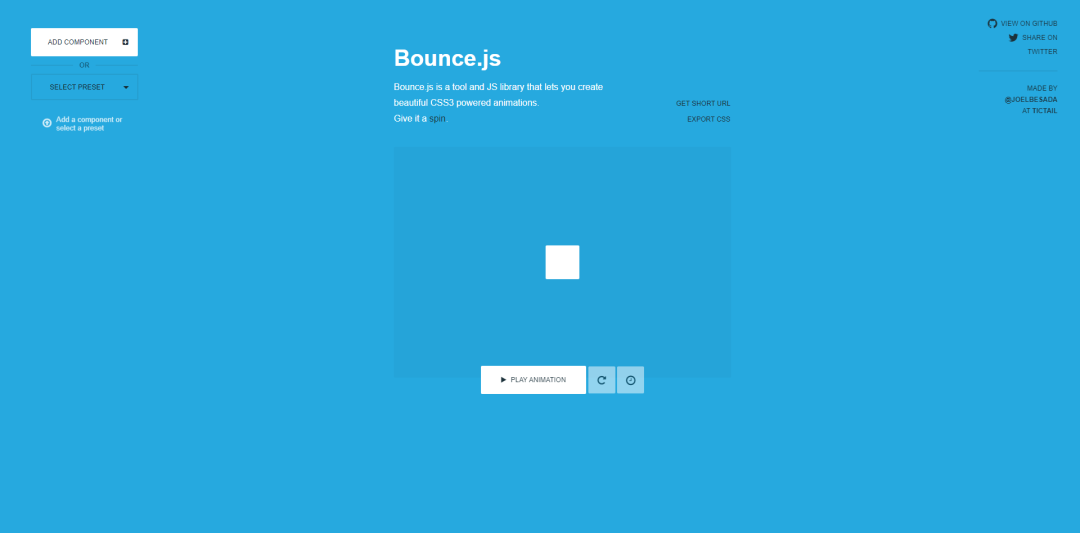 ADD COMPONENT
OR
SELECT PRESET
Add a component or
select a preset
Bounce.js
Bounce.js is a tool and JS library that lets you create
beautiful CSS3 powered animations.
Give it a spin
GET SHORT URL
EXPORT CSS
PLAY ANIMATION
VIEW ON GITHUB
SHARE ON
TWITTER
MADE BY
@JOELBESADA
AT TICTAIL